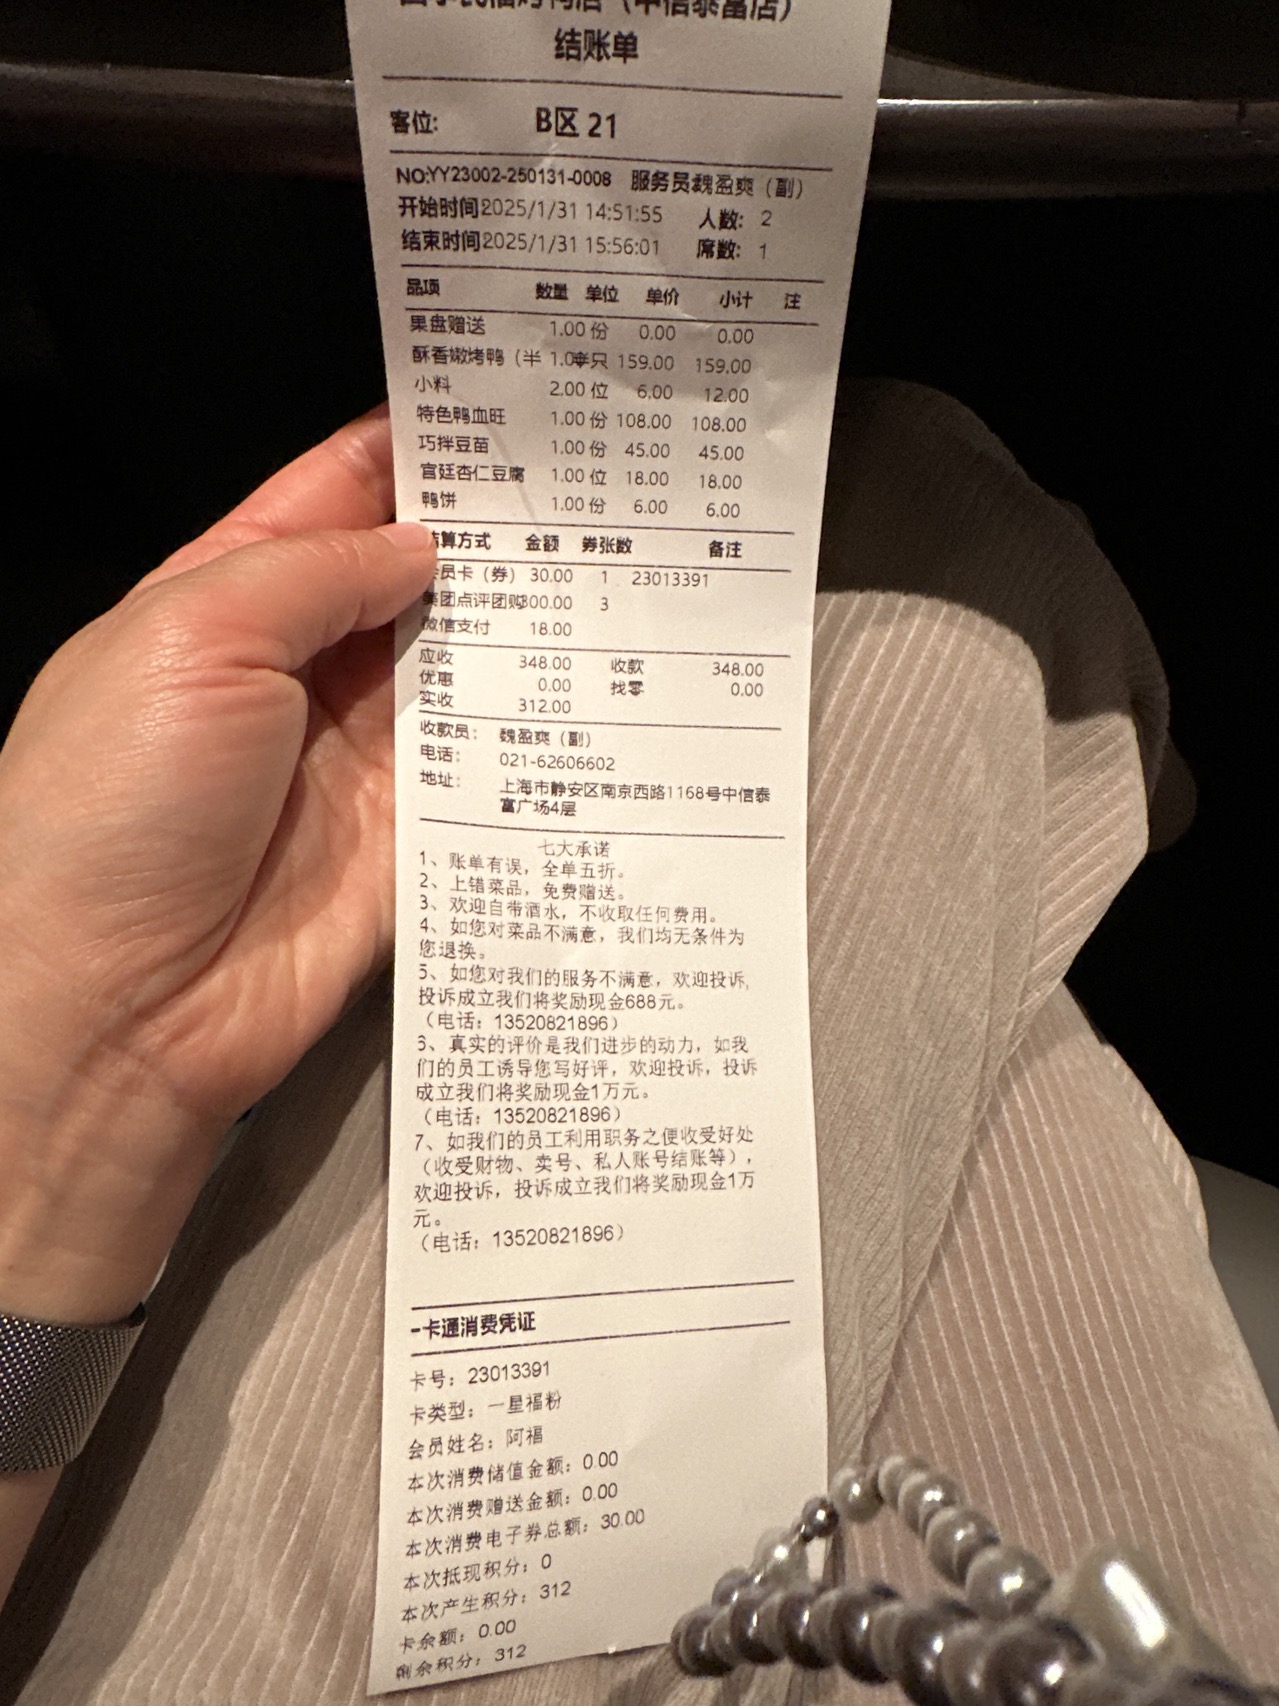 （中信泰富店）
结账单
客位: B区 21
NO:YY23002-250131-0008 服务员:魏盈爽（副）
开始时间2025/1/31 14:51:55 人数: 2
结束时间2025/1/31 15:56:01 席数: 1
品项 数量 单位 单价 小计 注
果盘赠送 1.00 份 0.00 0.00
酥香嫩烤鸭（半 1.00 半只 159.00 159.00
小料 2.00 位 6.00 12.00
特色鸭血旺 1.00 份 108.00 108.00
巧拌豆苗 1.00 份 45.00 45.00
宫廷杏仁豆腐 1.00 位 18.00 18.00
鸭饼 1.00 份 6.00 6.00
结算方式 金额 券张数 备注
会员卡（券） 30.00 1 23013391
美团点评团购300.00 3
微信支付 18.00
应收 348.00 收款 348.00
优惠 0.00 找零 0.00
实收 312.00
收款员: 魏盈爽（副）
电话: 021-62606602
地址: 上海市静安区南京西路1168号中信泰
富广场4层
七大承诺
1、账单有误，全单五折。
2、上错菜品，免费赠送。
3、欢迎自带酒水，不收取任何费用。
4、如您对菜品不满意，我们均无条件为
您退换。
5、如您对我们的服务不满意，欢迎投诉,
投诉成立我们将奖励现金688元。
（电话：13520821896）
6、真实的评价是我们进步的动力，如我
们的员工诱导您写好评，欢迎投诉，投诉
成立我们将奖励现金1万元。
（电话：13520821896）
7、如我们的员工利用职务之便收受好处
（收受财物、卖号、私人账号结账等），
欢迎投诉，投诉成立我们将奖励现金1万
元。
（电话：13520821896）
一卡通消费凭证
卡号：23013391
卡类型：一星福粉
会员姓名：阿福
本次消费储值金额：0.00
本次消费赠送金额：0.00
本次消费电子券总额：30.00
本次抵现积分：0
本次产生积分：312
卡余额：0.00
剩余积分：312